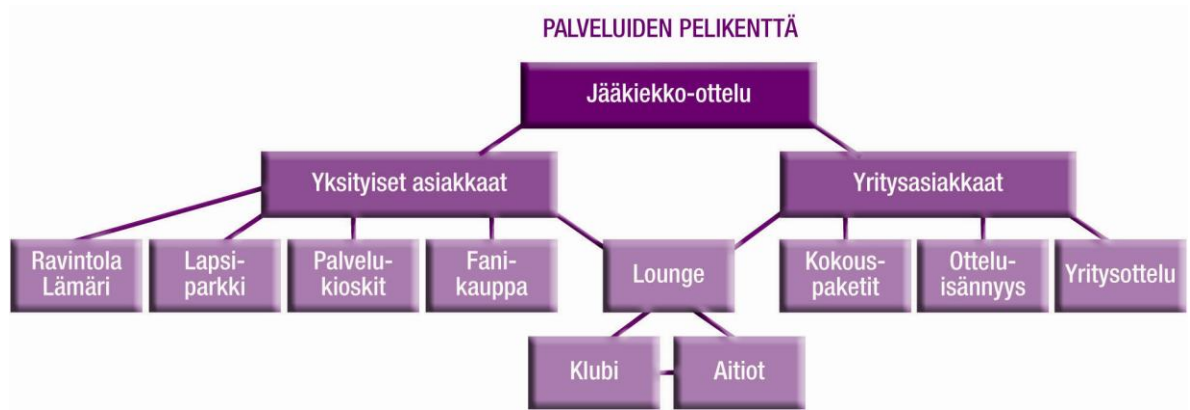 PALVELUIDEN PELIKENTTÄ
Jääkiekko-ottelu
Yksityiset asiakkaat
Yritysasiakkaat
Ravintola
Lämäri
Lapsi-
parkki
Palvelu-
kioskit
Fani-
kauppa
Lounge
Kokous-
paketit
Ottelu-
isännyys
Yritysottelu
Klubi
Aitiot